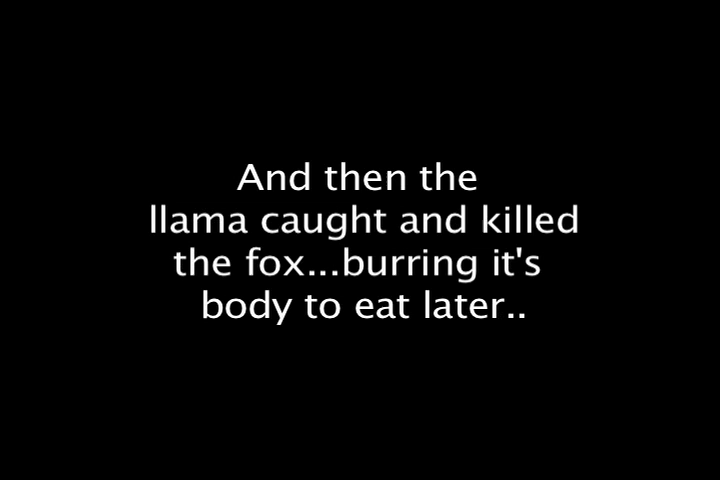 And then the
llama caught and killed
the fox...burring it's
body to eat later..